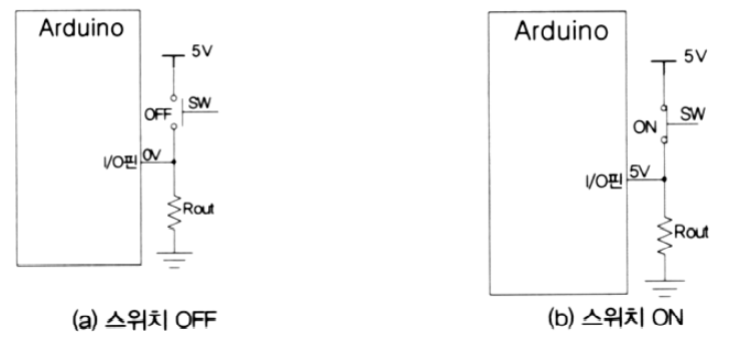 Arduino
5V
SW
OFF
I/O핀 0V
Rout
(a) 스위치 OFF
Arduino
5V
SW
ON
I/O핀 5V
Rout
(b) 스위치 ON